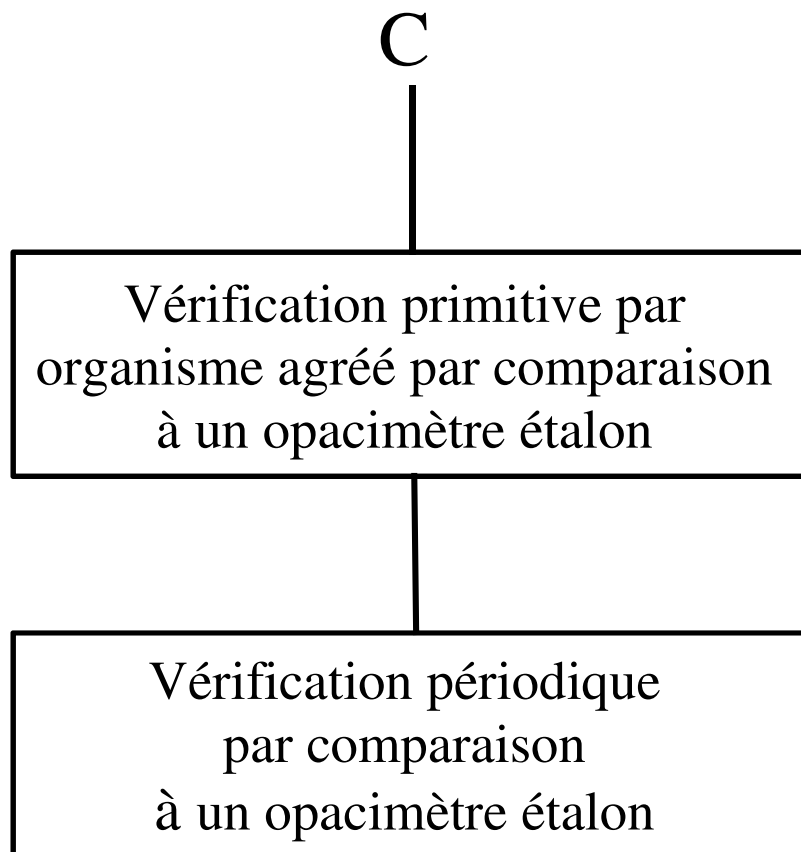 C
Vérification primitive par
organisme agréé par comparaison
à un opacimètre étalon
Vérification périodique
par comparaison
à un opacimètre étalon